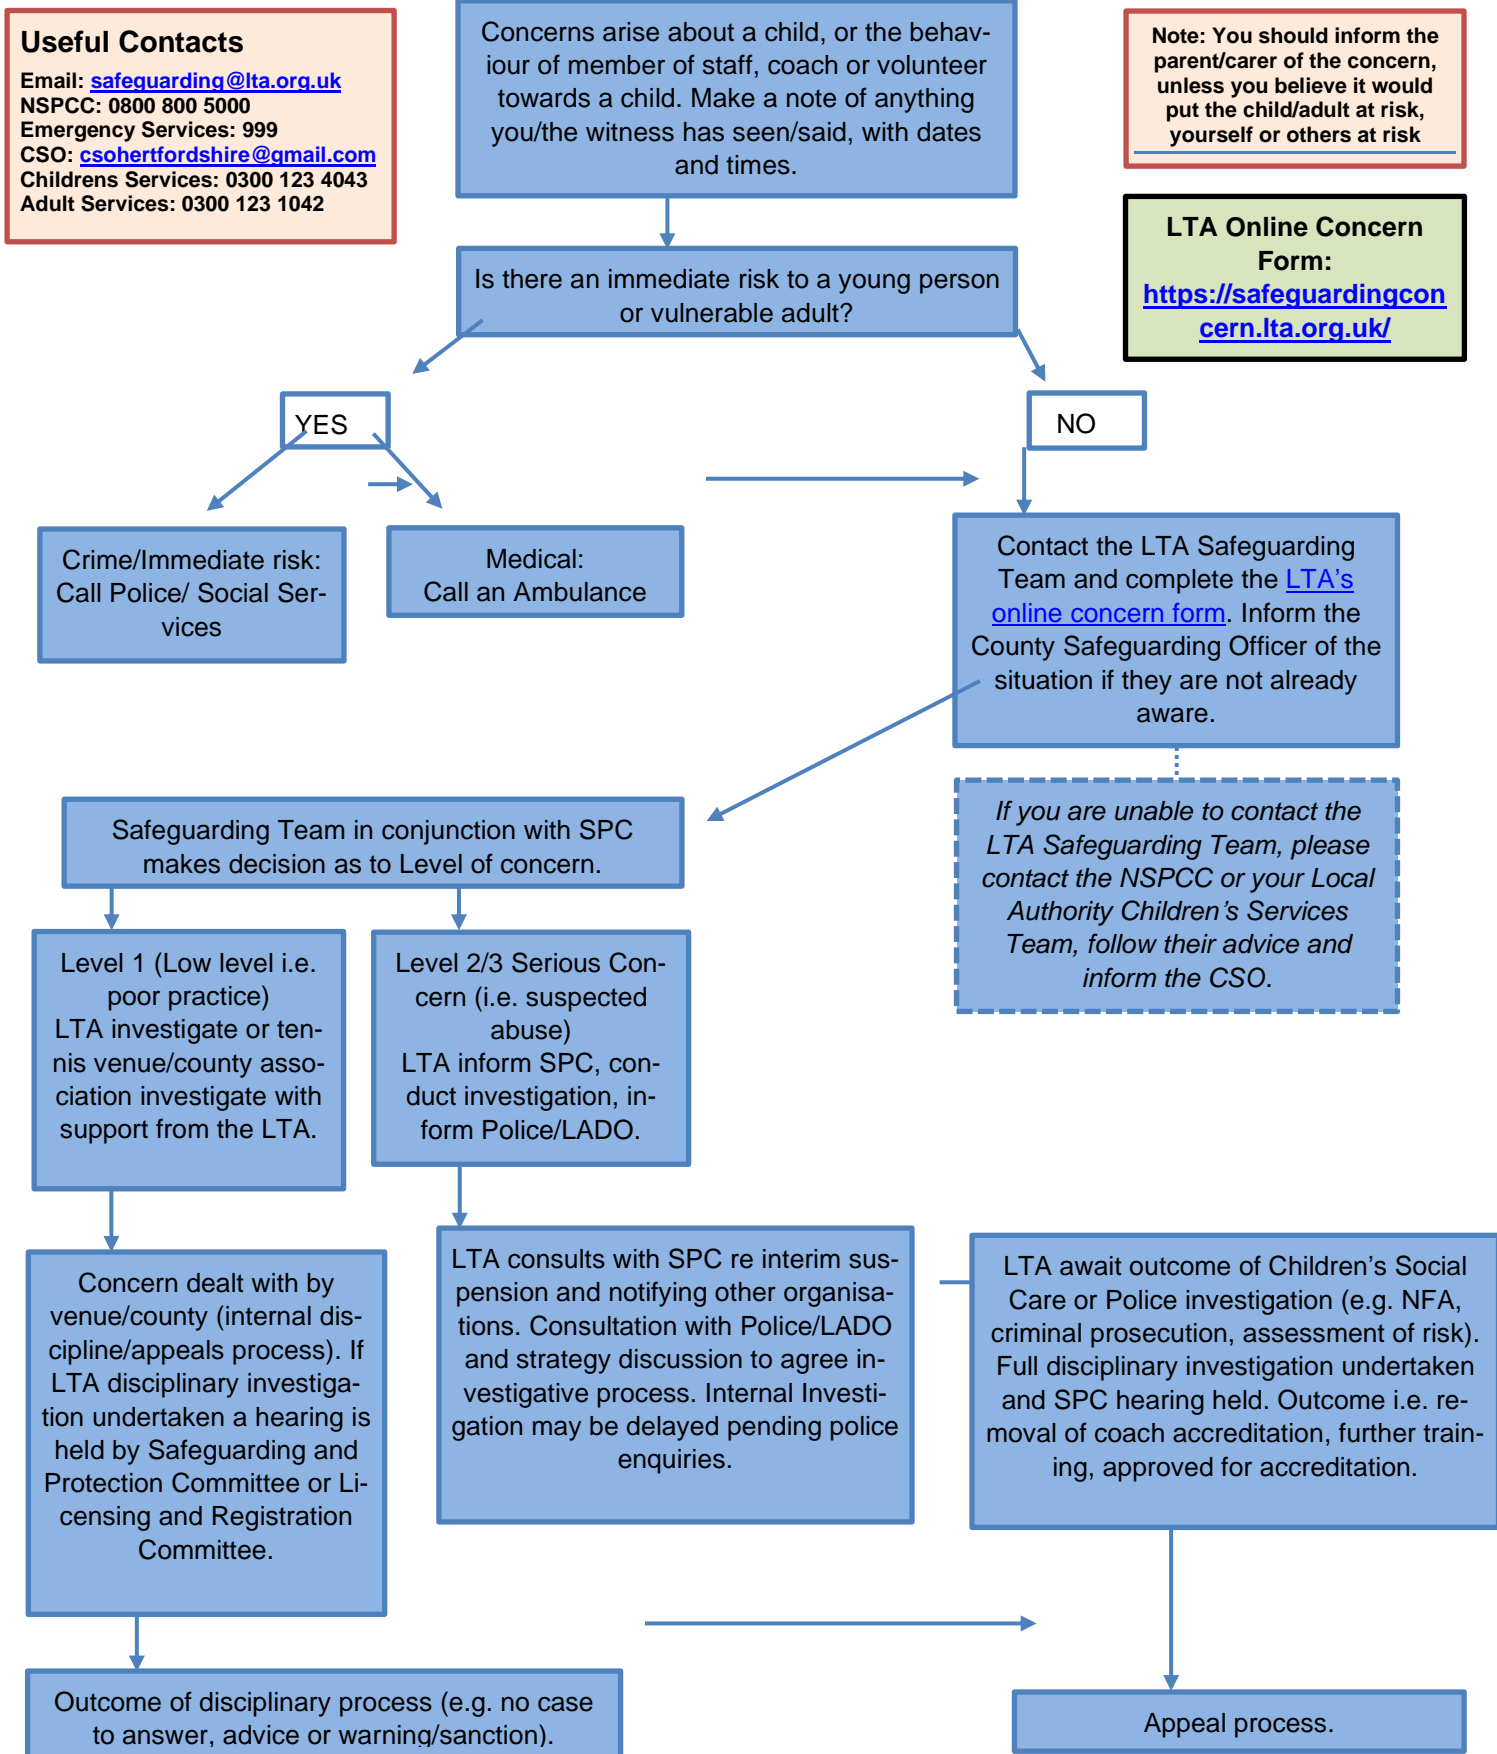 Useful Contacts
Email: safeguarding@lta.org.uk
NSPCC: 0800 800 5000
Emergency Services: 999
CSO: csohertfordshire@gmail.com
Childrens Services: 0300 123 4043
Adult Services: 0300 123 1042
Concerns arise about a child, or the behav-
iour of member of staff, coach or volunteer
towards a child. Make a note of anything
you/the witness has seen/said, with dates
and times.
Note: You should inform the
parent/carer of the concern,
unless you believe it would
put the child/adult at risk,
yourself or others at risk
LTA Online Concern
Form:
https://safeguardingcon
cern.lta.org.uk/
Is there an immediate risk to a young person
or vulnerable adult?
YES
NO
Crime/Immediate risk:
Call Police/ Social Ser-
vices
Medical:
Call an Ambulance
Contact the LTA Safeguarding
Team and complete the LTA’s
online concern form. Inform the
County Safeguarding Officer of the
situation if they are not already
aware.
If you are unable to contact the
LTA Safeguarding Team, please
contact the NSPCC or your Local
Authority Children’s Services
Team, follow their advice and
inform the CSO.
Safeguarding Team in conjunction with SPC
makes decision as to Level of concern.
Level 1 (Low level i.e.
poor practice)
LTA investigate or ten-
nis venue/county asso-
ciation investigate with
support from the LTA.
Level 2/3 Serious Con-
cern (i.e. suspected
abuse)
LTA inform SPC, con-
duct investigation, in-
form Police/LADO.
Concern dealt with by
venue/county (internal dis-
cipline/appeals process). If
LTA disciplinary investiga-
tion undertaken a hearing is
held by Safeguarding and
Protection Committee or Li-
censing and Registration
Committee.
LTA consults with SPC re interim sus-
pension and notifying other organisa-
tions. Consultation with Police/LADO
and strategy discussion to agree in-
vestigative process. Internal Investi-
gation may be delayed pending police
enquiries.
LTA await outcome of Children’s Social
Care or Police investigation (e.g. NFA,
criminal prosecution, assessment of risk).
Full disciplinary investigation undertaken
and SPC hearing held. Outcome i.e. re-
moval of coach accreditation, further train-
ing, approved for accreditation.
Outcome of disciplinary process (e.g. no case
to answer, advice or warning/sanction).
Appeal process.